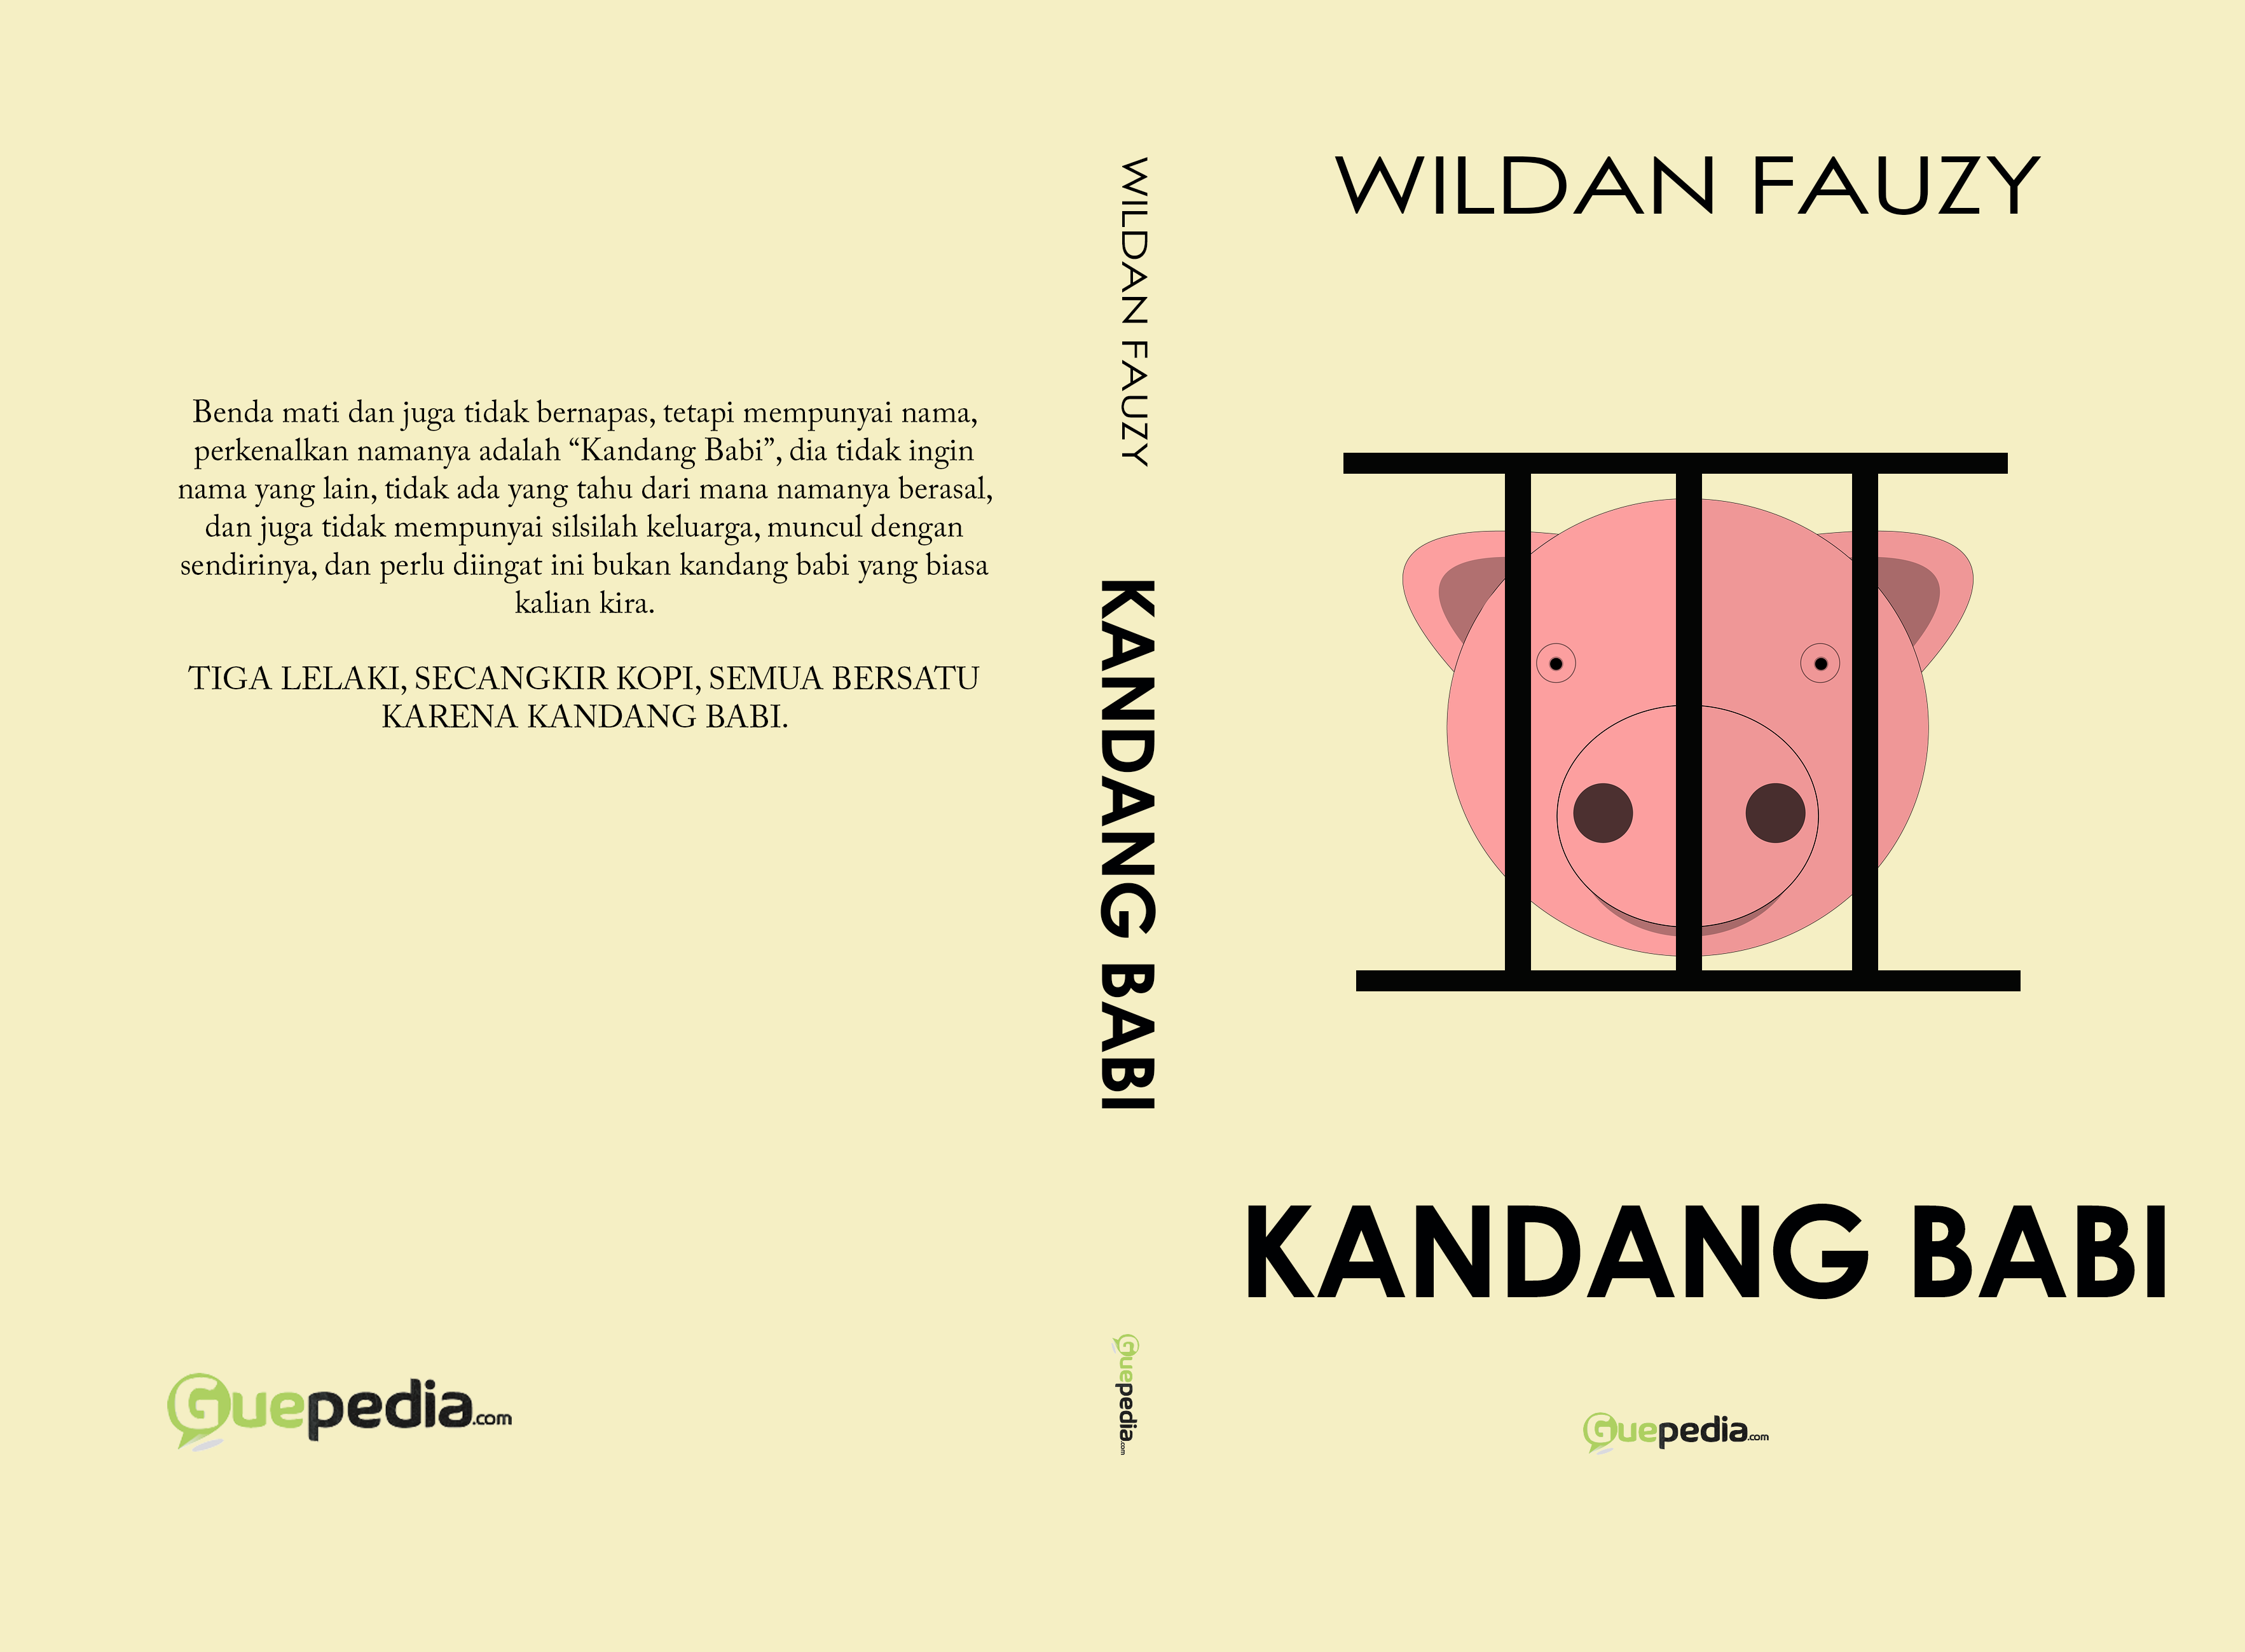 Benda mati dan juga tidak bernapas, tetapi mempunyai nama,
perkenalkan namanya adalah “Kandang Babi”, dia tidak ingin
nama yang lain, tidak ada yang tahu dari mana namanya berasal,
dan juga tidak mempunyai silsilah keluarga, muncul dengan
sendirinya, dan perlu diingat ini bukan kandang babi yang biasa
kalian kira.
TIGA LELAKI, SECANGKIR KOPI, SEMUA BERSATU
KARENA KANDANG BABI.
Guepedia.com
WILDAN FAUZY
KANDANG BABI
Guepedia.com
WILDAN FAUZY
KANDANG BABI
Guepedia.com